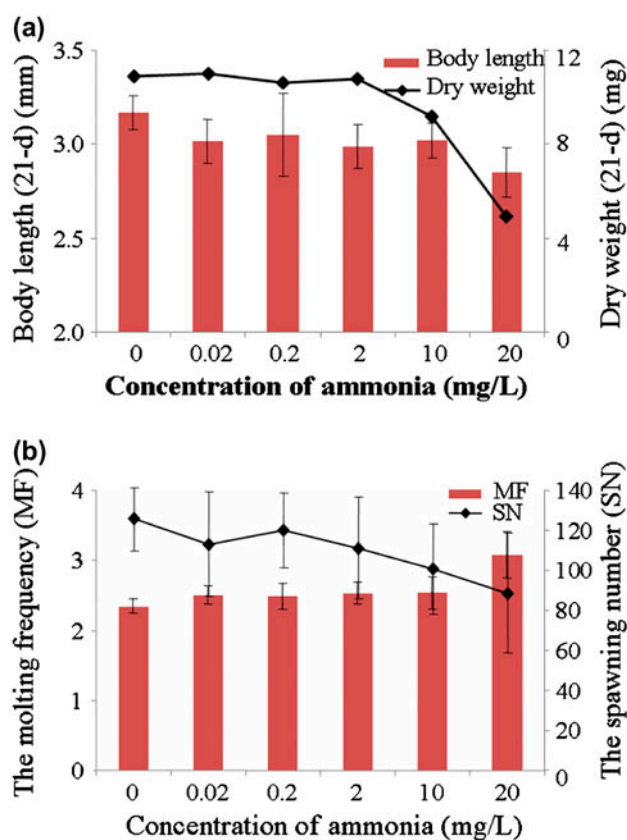 (a)
Body length
Dry weight
Body length (21-d) (mm)
3.5
3.0
2.5
2.0
12
8
4
0
Dry weight (21-d) (mg)
0 0.02 0.2 2 10 20
Concentration of ammonia (mg/L)
(b)
MF
SN
The molting frequency (MF)
4
3
2
1
0
140
120
100
80
60
40
20
0
The spawning number (SN)
0 0.02 0.2 2 10 20
Concentration of ammonia (mg/L)